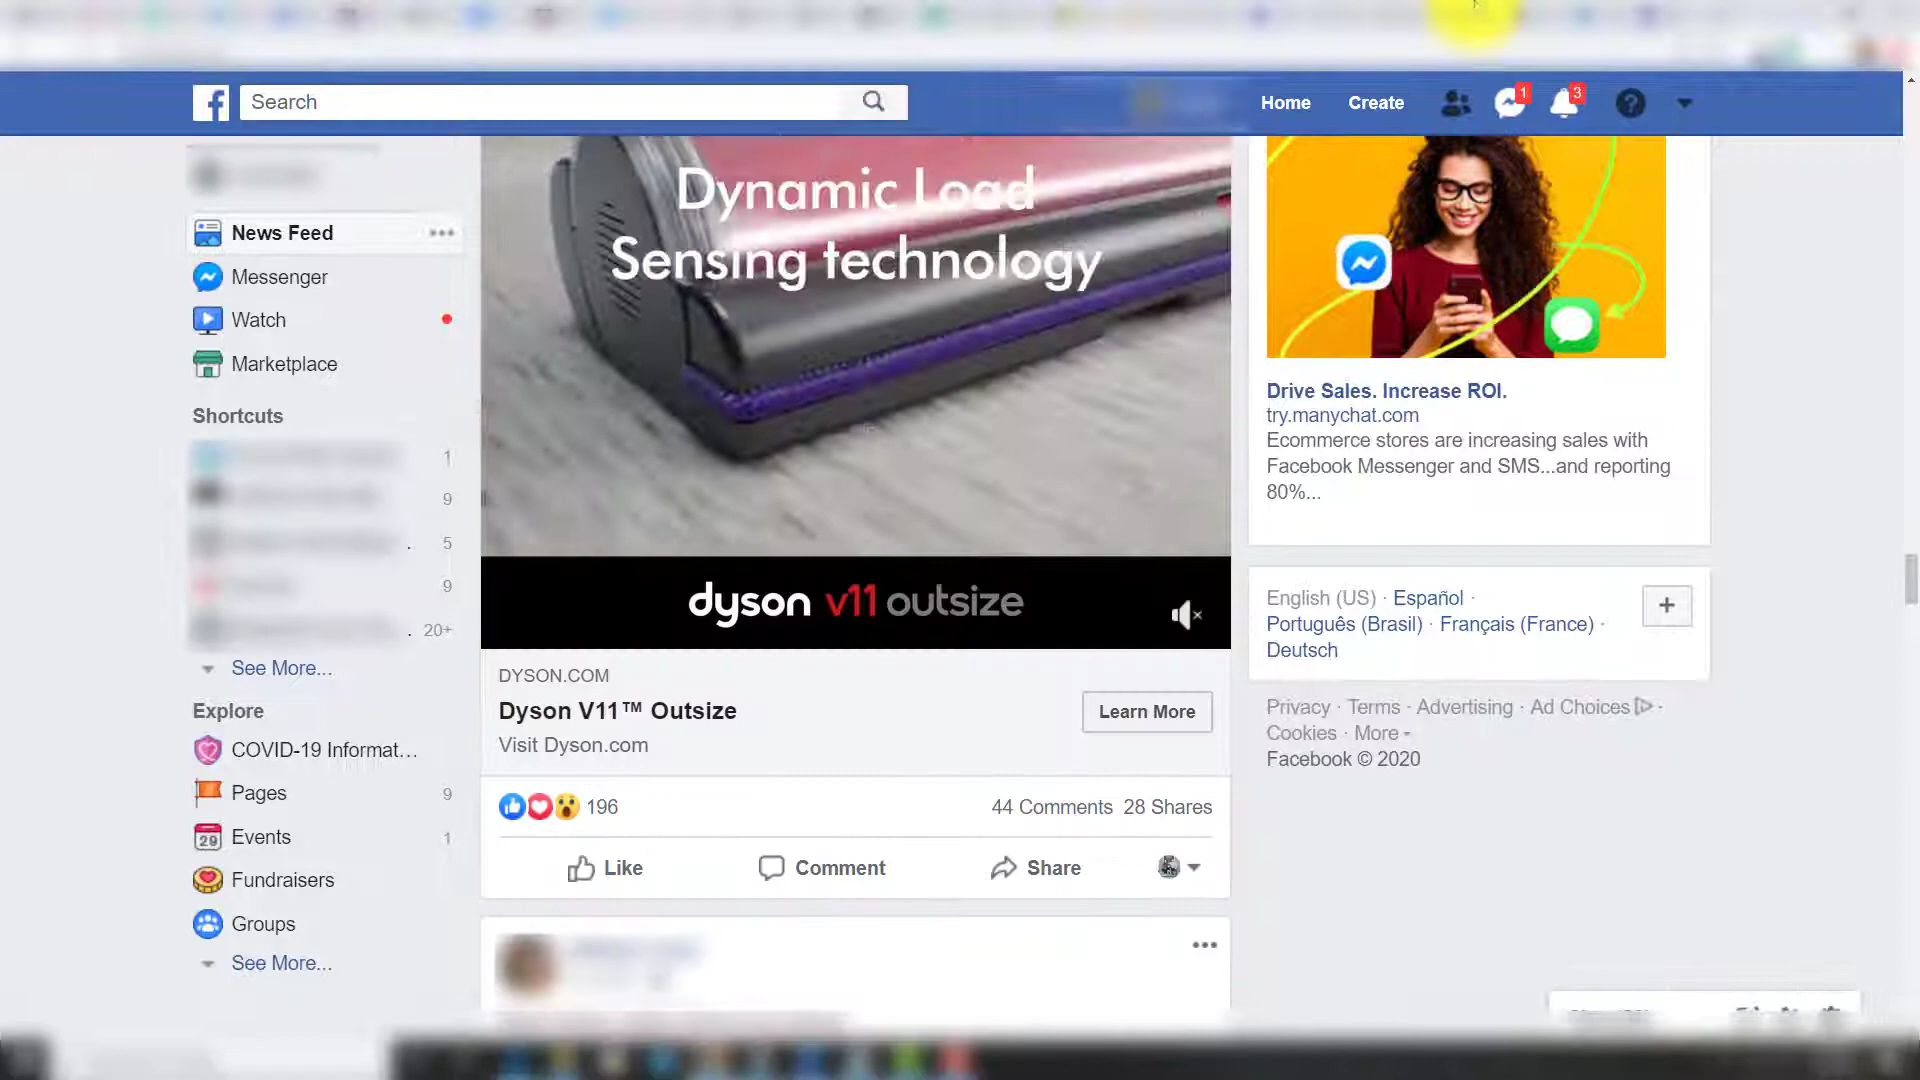 Search
Home
Create
1
3
News Feed
Messenger
Watch
Marketplace
Shortcuts
1
9
5
9
20+
See More...
Explore
COVID-19 Informat...
Pages
9
29
Events
1
Fundraisers
Groups
See More...
Dynamic Load
Sensing technology
dyson v11 outsize
DYSON.COM
Dyson V11™ Outsize
Visit Dyson.com
Learn More
196
44 Comments 28 Shares
Like
Comment
Share
Drive Sales. Increase ROI.
try.manychat.com
Ecommerce stores are increasing sales with
Facebook Messenger and SMS...and reporting
80%...
English (US) · Español ·
Português (Brasil) · Français (France) ·
Deutsch
Privacy · Terms · Advertising · Ad Choices ·
Cookies · More
Facebook © 2020